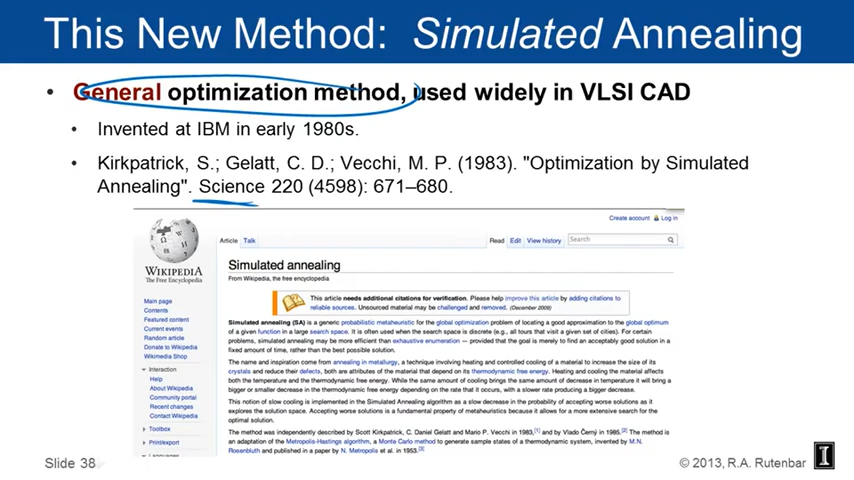 This New Method: Simulated Annealing
• General optimization method, used widely in VLSI CAD
• Invented at IBM in early 1980s.
• Kirkpatrick, S.; Gelatt, C. D.; Vecchi, M. P. (1983). "Optimization by Simulated
Annealing". Science 220 (4598): 671–680.
Create account Log in
Article Talk Read Edit View history Search
WIKIPEDIA
The Free Encyclopedia
Main page
Contents
Featured content
Current events
Random article
Donate to Wikipedia
Wikimedia Shop
Interaction
Help
About Wikipedia
Community portal
Recent changes
Contact Wikipedia
Toolbox
Print/export
Simulated annealing
From Wikipedia, the free encyclopedia
This article needs additional citations for verification. Please help improve this article by adding citations to
reliable sources. Unsourced material may be challenged and removed. (December 2009)
Simulated annealing (SA) is a generic probabilistic metaheuristic for the global optimization problem of locating a good approximation to the global optimum
of a given function in a large search space. It is often used when the search space is discrete (e.g., all tours that visit a given set of cities). For certain
problems, simulated annealing may be more efficient than exhaustive enumeration — provided that the goal is merely to find an acceptably good solution in a
fixed amount of time, rather than the best possible solution.
The name and inspiration come from annealing in metallurgy, a technique involving heating and controlled cooling of a material to increase the size of its
crystals and reduce their defects, both are attributes of the material that depend on its thermodynamic free energy. Heating and cooling the material affects
both the temperature and the thermodynamic free energy. While the same amount of cooling brings the same amount of decrease in temperature it will bring a
bigger or smaller decrease in the thermodynamic free energy depending on the rate that it occurs, with a slower rate producing a bigger decrease.
This notion of slow cooling is implemented in the Simulated Annealing algorithm as a slow decrease in the probability of accepting worse solutions as it
explores the solution space. Accepting worse solutions is a fundamental property of metaheuristics because it allows for a more extensive search for the
optimal solution.
The method was independently described by Scott Kirkpatrick, C. Daniel Gelatt and Mario P. Vecchi in 1983,[1] and by Vlado Černý in 1985.[2] The method is
an adaptation of the Metropolis-Hastings algorithm, a Monte Carlo method to generate sample states of a thermodynamic system, invented by M.N.
Rosenbluth and published in a paper by N. Metropolis et al. in 1953.[3]
Slide 38
© 2013, R.A. Rutenbar
I